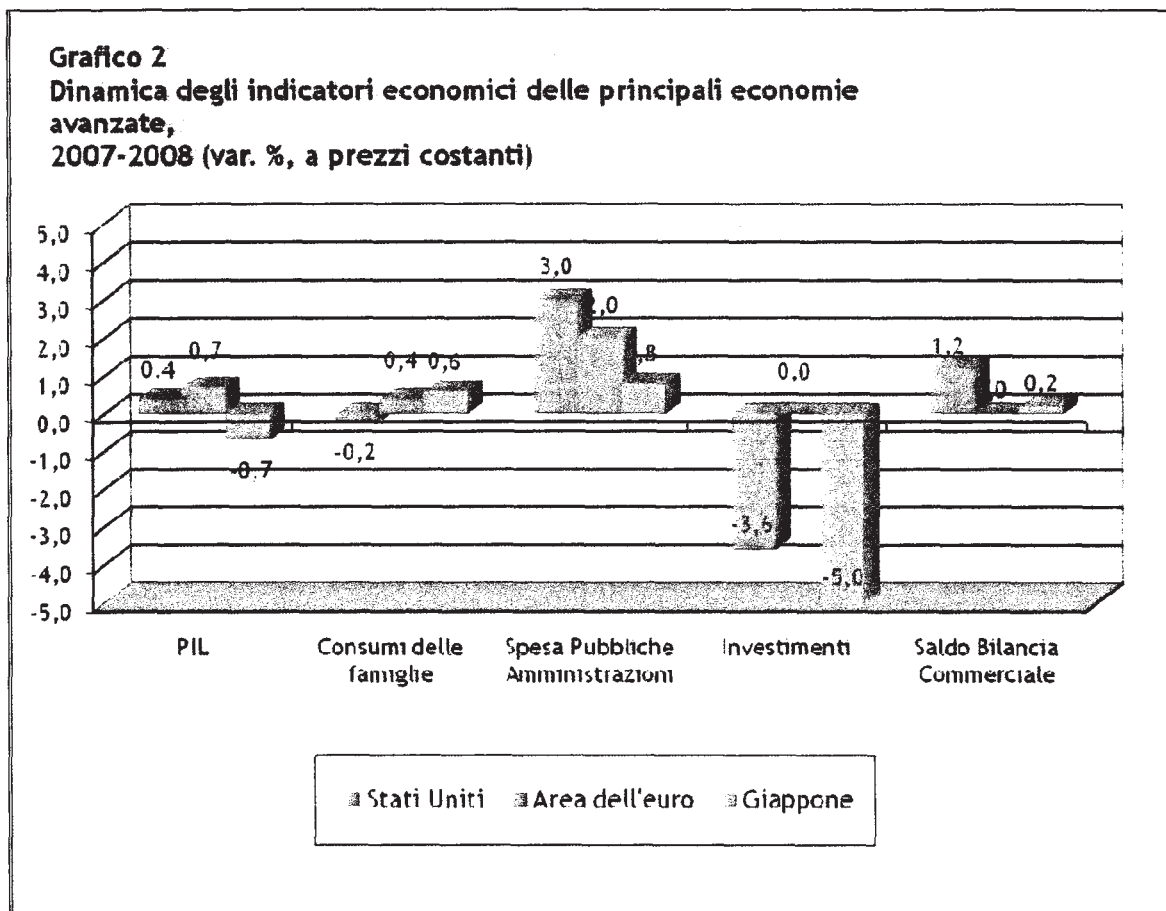 Grafico 2
Dinamica degli indicatori economici delle principali economie
avanzate,
2007-2008 (var. %, a prezzi costanti)
5,0
4,0
3,0
2,0
1,0
0,0
-1,0
-2,0
-3,0
-4,0
-5,0
0.4
0,7
-0,7
-0,2
0,4
0,6
3,0
-3,6
0,0
-5,0
1,2
0,2
PIL
Consumi delle
famiglie
Spesa Pubbliche
Amministrazioni
Investimenti
Saldo Bilancia
Commerciale
Stati Uniti
Area dell'euro
Giappone